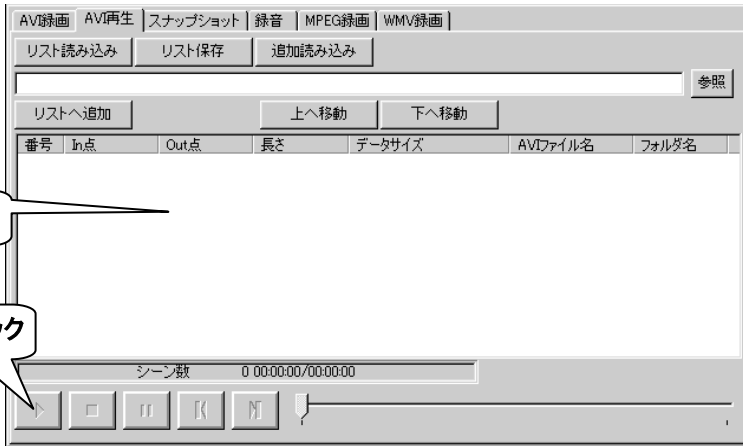 AVI録画 AVI再生 スナップショット 録音 MPEG録画 WMV録画
リスト読み込み リスト保存 追加読み込み
参照
リストへ追加 上へ移動 下へ移動
番号 In点 Out点 長さ データサイズ AVIファイル名 フォルダ名
ック
シーン数 0 00:00:00/00:00:00